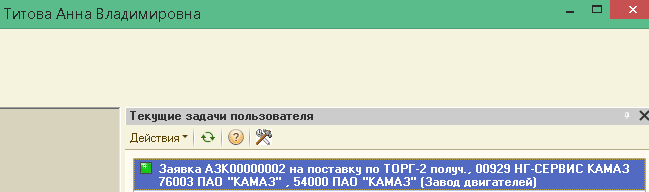 Титова Анна Владимировна
Текущие задачи пользователя
Действия
Заявка АЗК00000002 на поставку по ТОРГ-2 получ., 00929 НГ-СЕРВИС КАМАЗ
76003 ПАО "КАМАЗ" , 54000 ПАО "КАМАЗ" (Завод двигателей)